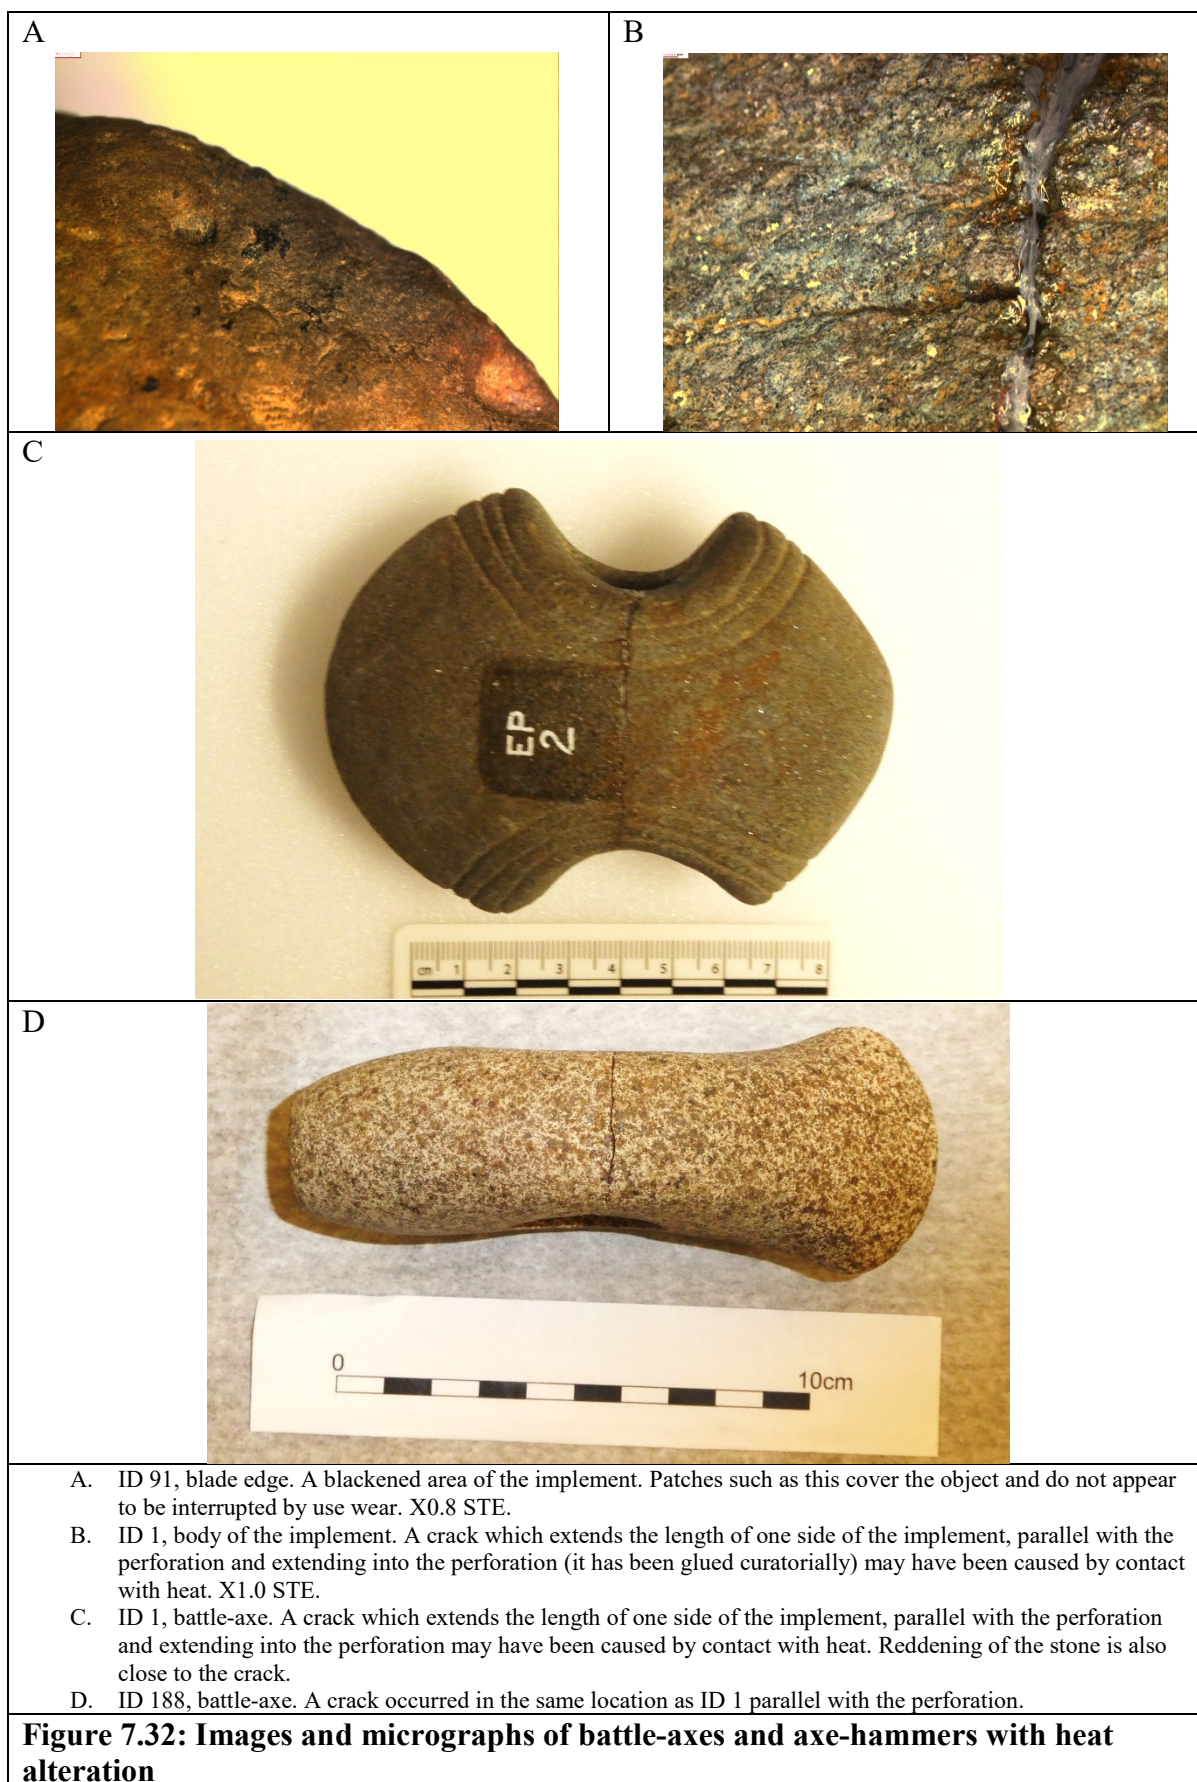 A
B
C
EP
2
cm 1 2 3 4 5 6 7 8
D
0
10cm
A. ID 91, blade edge. A blackened area of the implement. Patches such as this cover the object and do not appear
to be interrupted by use wear. X0.8 STE.
B. ID 1, body of the implement. A crack which extends the length of one side of the implement, parallel with the
perforation and extending into the perforation (it has been glued curatorially) may have been caused by contact
with heat. X1.0 STE.
C. ID 1, battle-axe. A crack which extends the length of one side of the implement, parallel with the perforation
and extending into the perforation may have been caused by contact with heat. Reddening of the stone is also
close to the crack.
D. ID 188, battle-axe. A crack occurred in the same location as ID 1 parallel with the perforation.
Figure 7.32: Images and micrographs of battle-axes and axe-hammers with heat
alteration